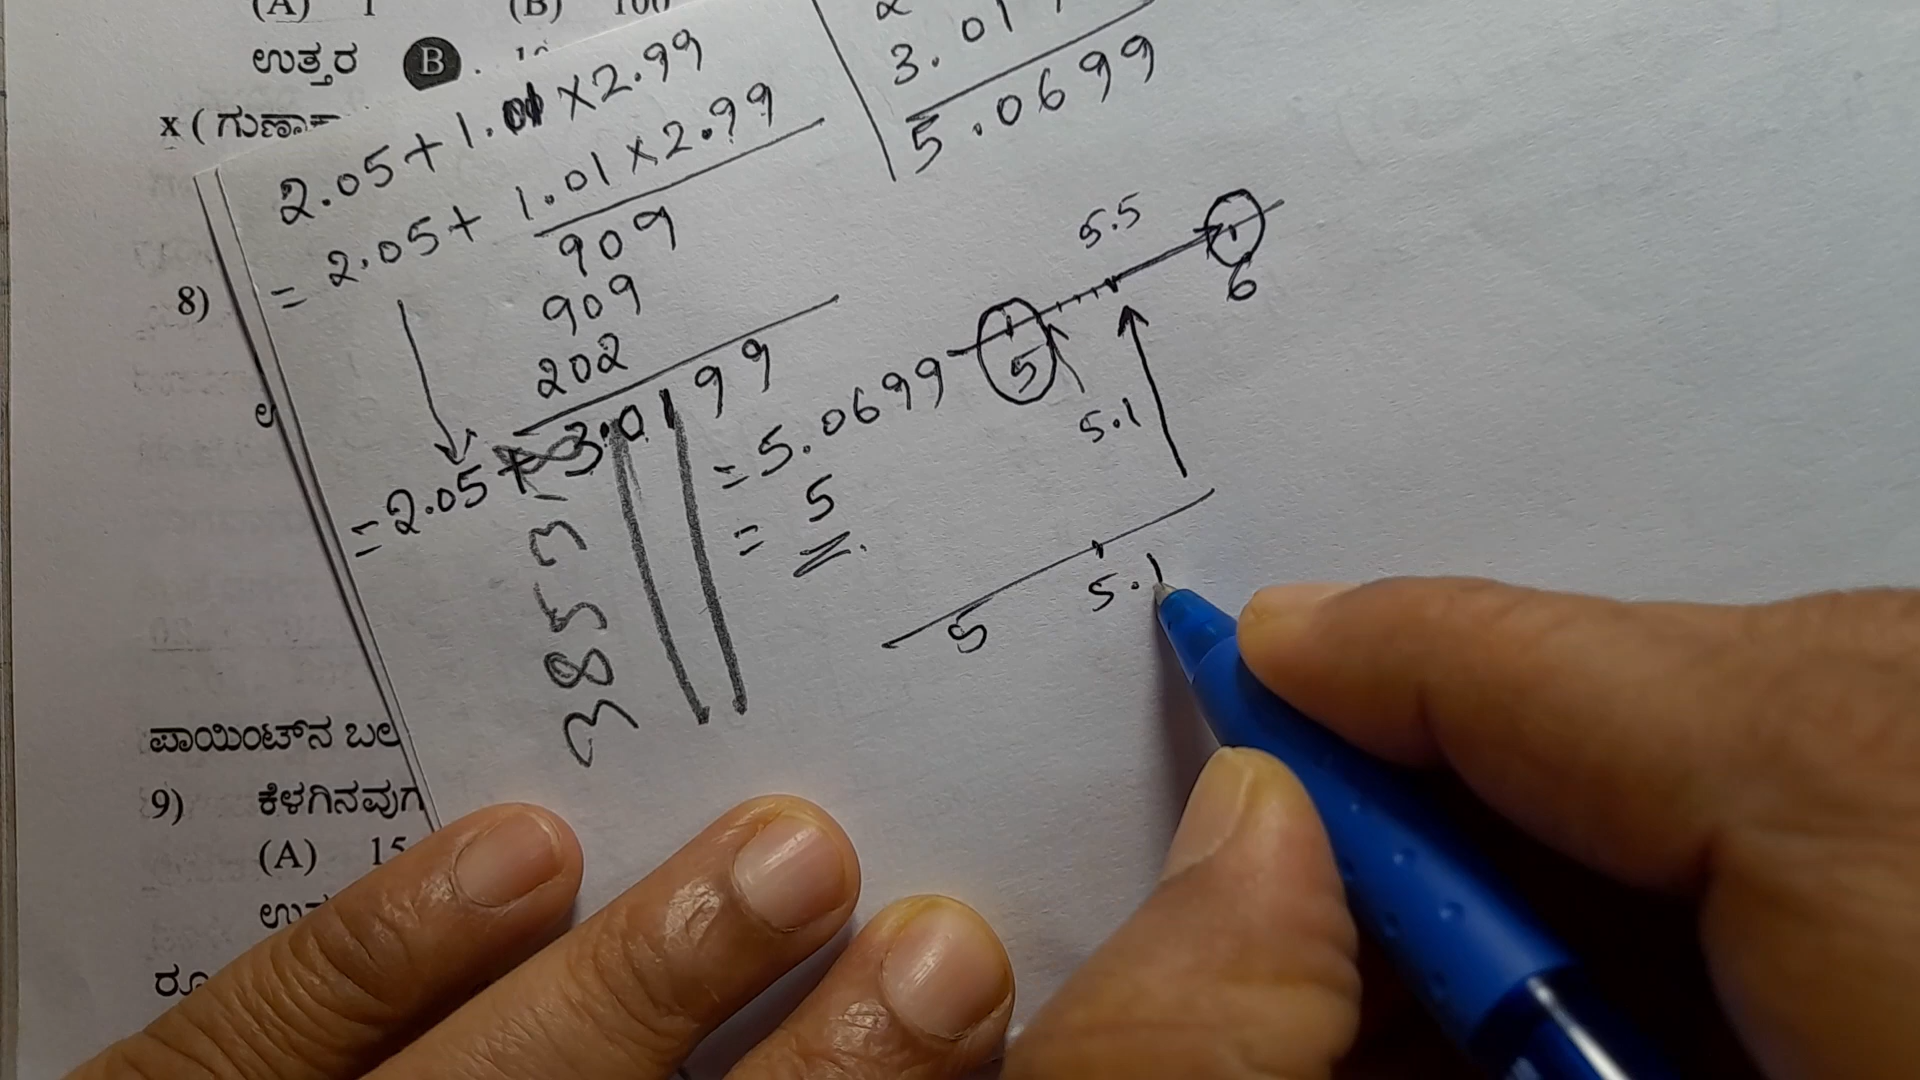 (A) 1 (B) 100
ಉತ್ತರ B.
x ( ಗುಣಾಕ
2.05+1.01×2.99
= 2.05+ 1.01×2.99
909
909
202
= 2.05 + 3.0199
3.01
5.0699
8)
= 5.0699
= 5
5.5
5
6
5.1
5
5.1
ಪಾಯಿಂಟ್‌ನ ಬಲ
9) ಕೆಳಗಿನವುಗ
(A) 15